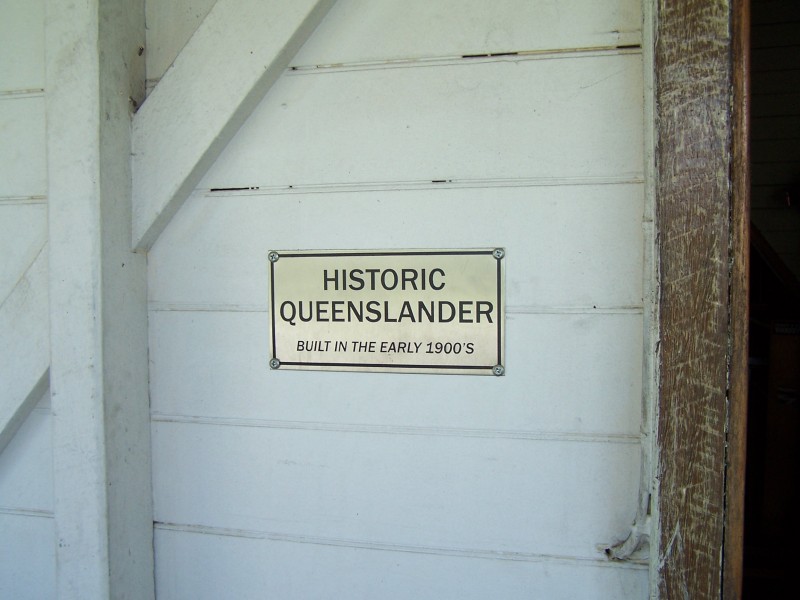 HISTORIC
QUEENSLANDER
BUILT IN THE EARLY 1900'S